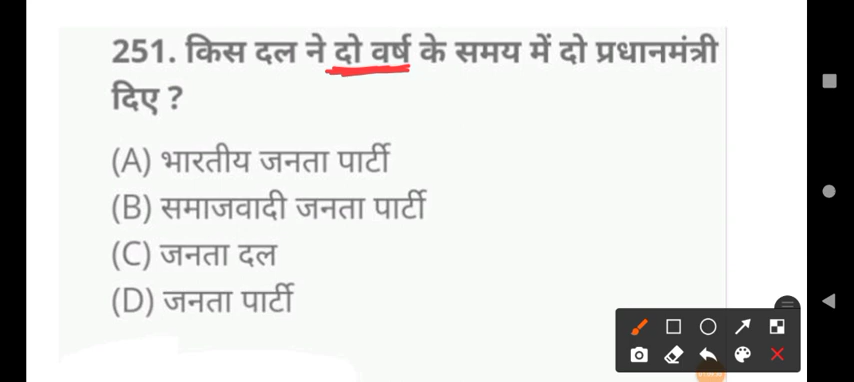 251. किस दल ने दो वर्ष के समय में दो प्रधानमंत्री
दिए ?
(A) भारतीय जनता पार्टी
(B) समाजवादी जनता पार्टी
(C) जनता दल
(D) जनता पार्टी